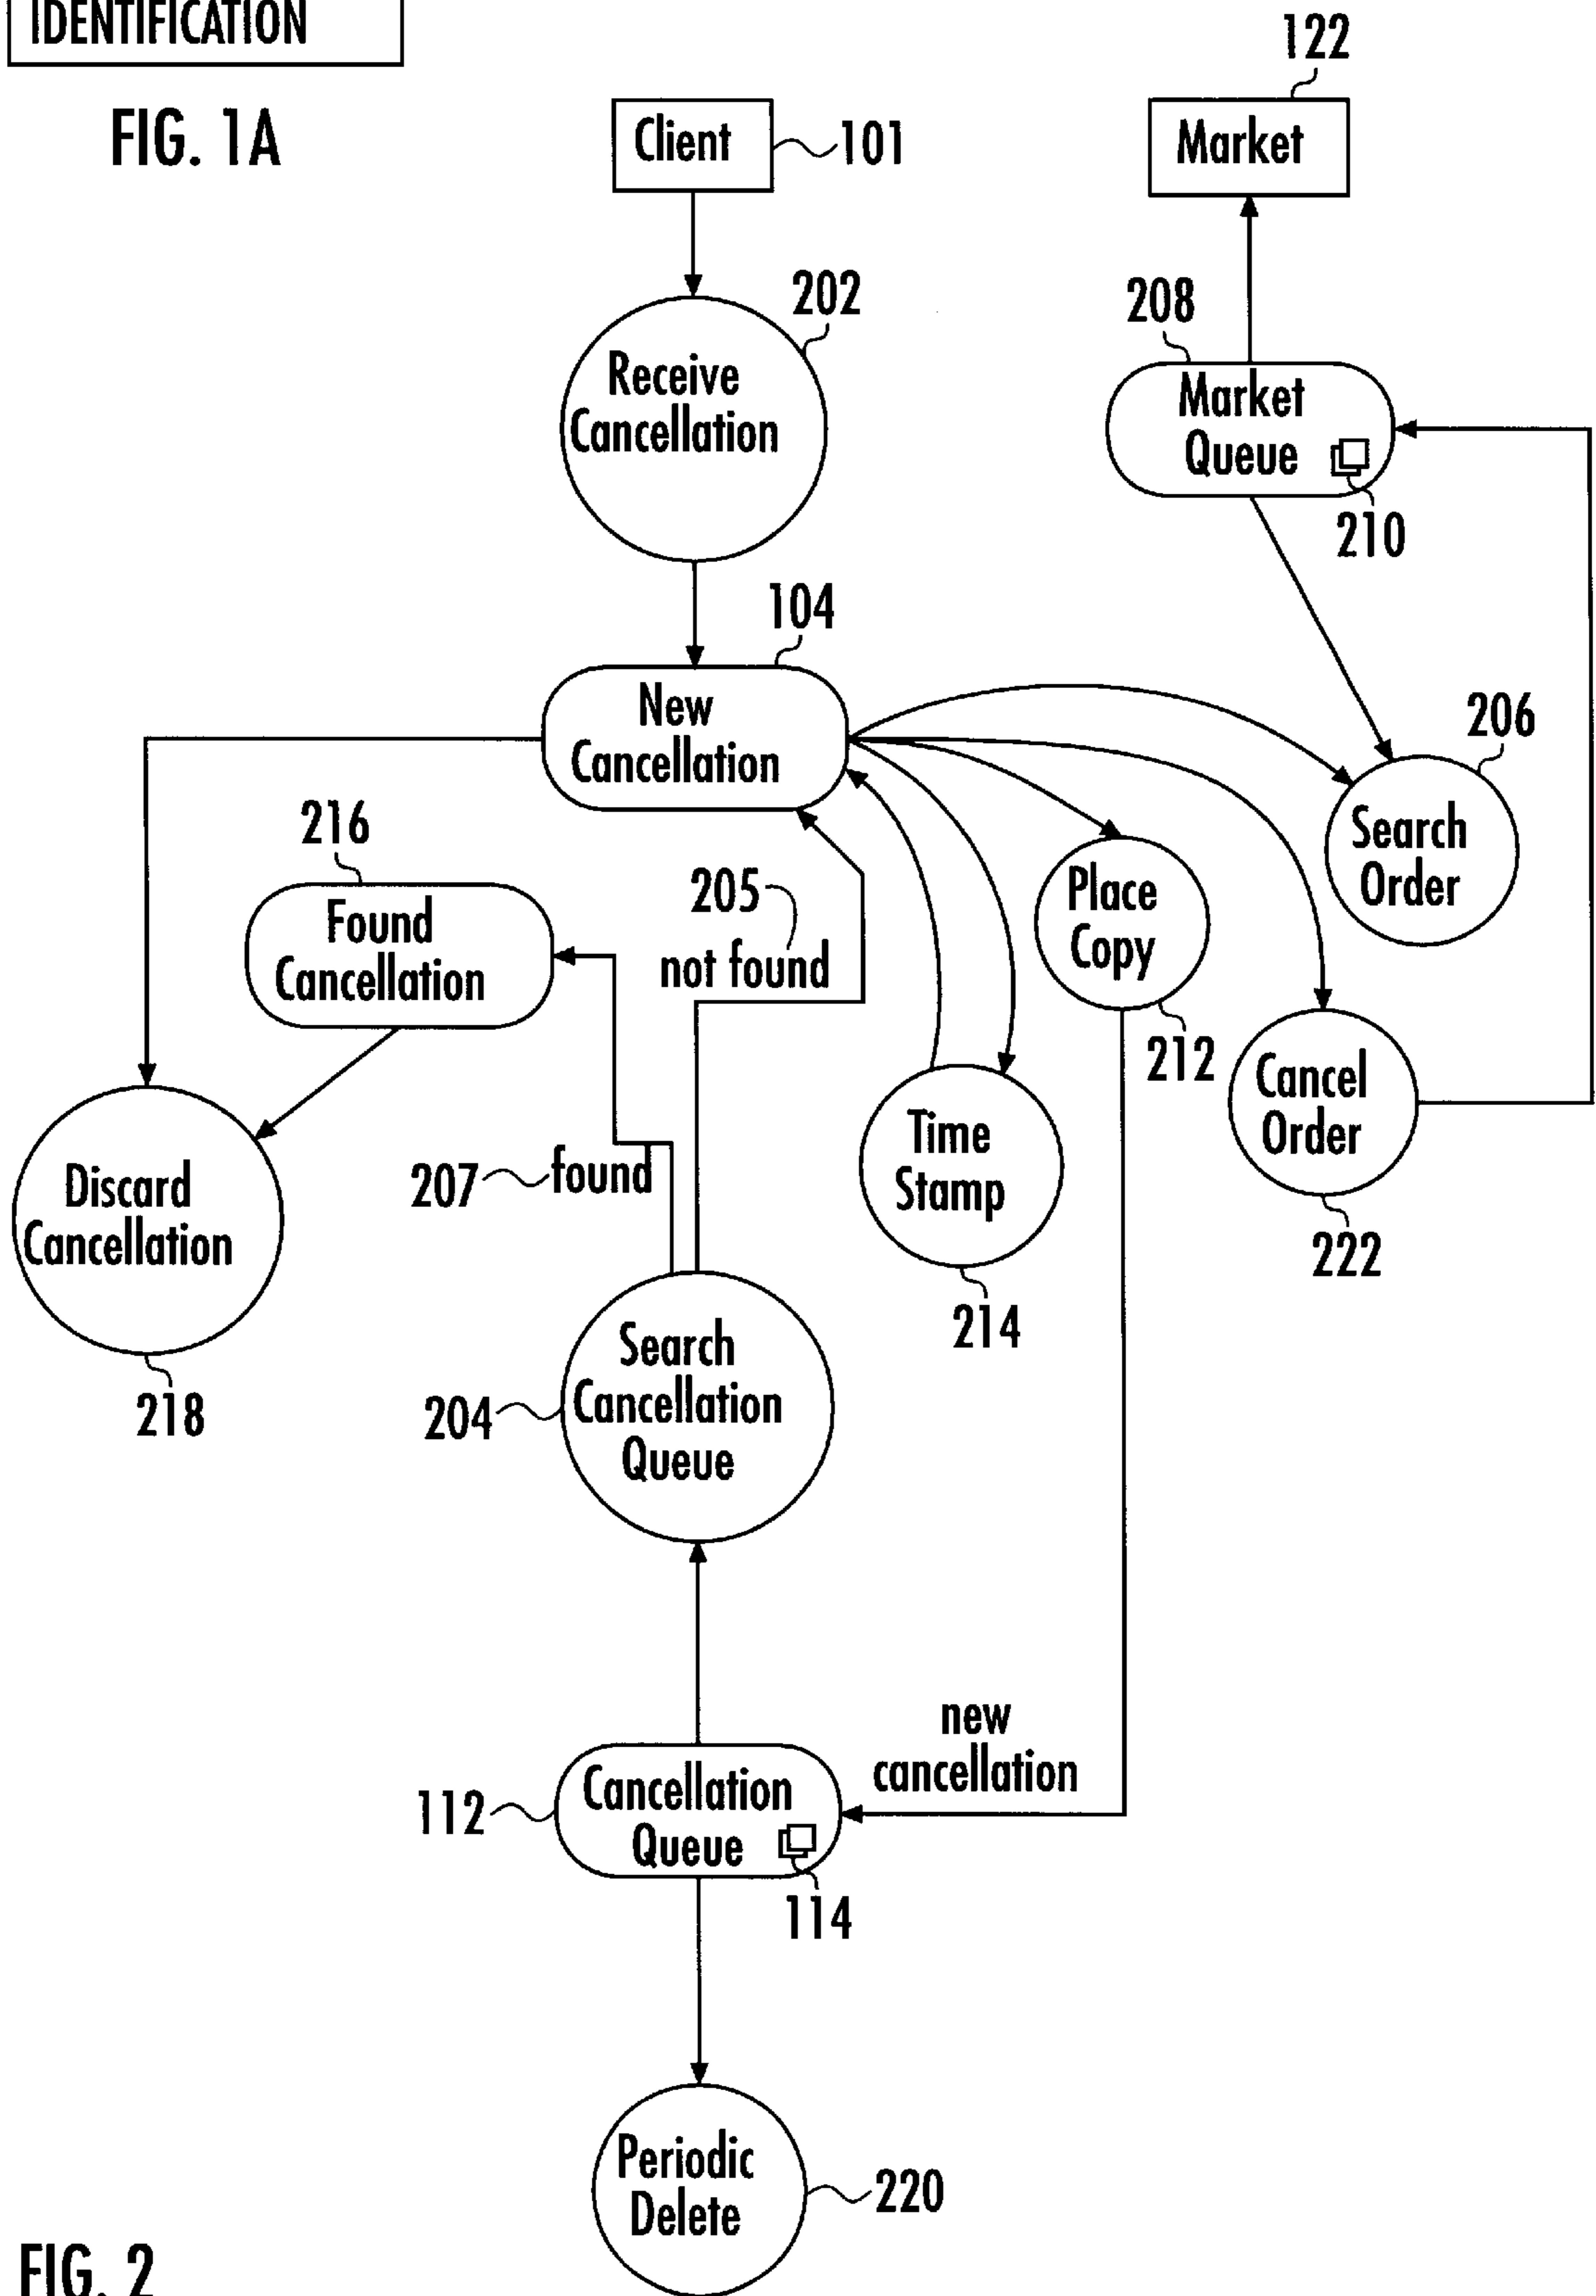 IDENTIFICATION
FIG. 1A
122
Client
101
Market
202
208
Receive
Cancellation
Market
Queue
210
104
New
Cancellation
206
Search
Order
216
Found
Cancellation
205
not found
Place
Copy
212
Cancel
Order
222
207
found
Time
Stamp
214
Discard
Cancellation
218
204
Search
Cancellation
Queue
new
cancellation
112
Cancellation
Queue
114
Periodic
Delete
220
FIG. 2